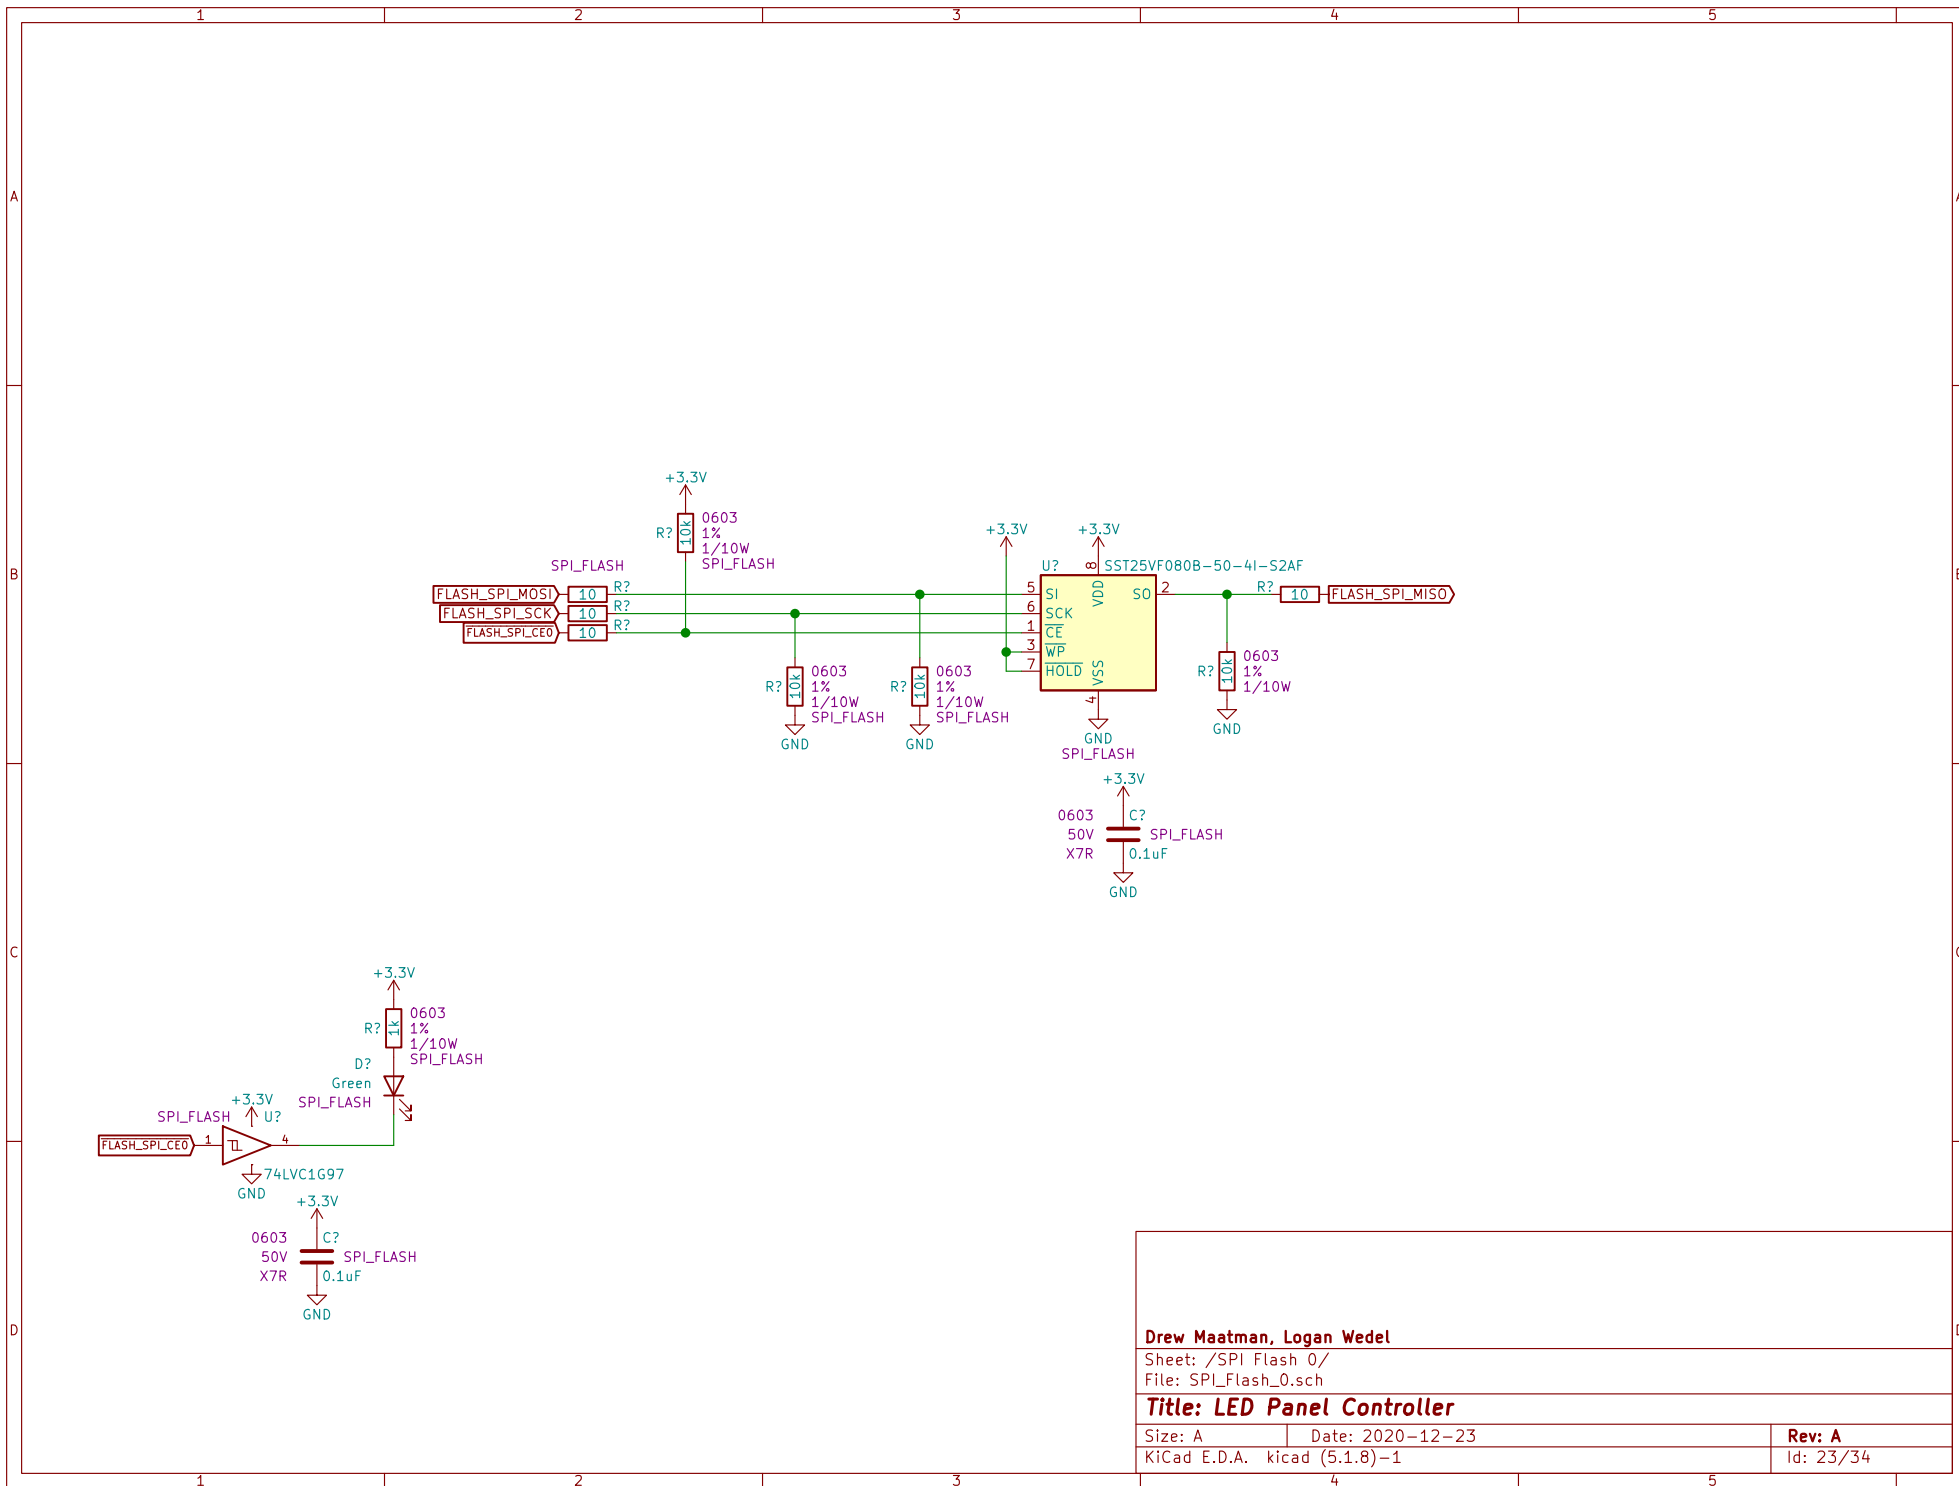 1 2 3 4 5
A
A
+3.3V
R? 10k 0603
1%
1/10W
SPI_FLASH
+3.3V +3.3V
B
SPI_FLASH
U? 8 SST25VF080B-50-4I-S2AF
FLASH_SPI_MOSI 10 R? 5 SI VDD SO 2 R? 10 FLASH_SPI_MISO
FLASH_SPI_SCK 10 R? 6 SCK
FLASH_SPI_CE0 10 R? 1 CE
3 WP
7 HOLD VSS
4
R? 10k 0603
1%
1/10W
SPI_FLASH
GND
R? 10k 0603
1%
1/10W
SPI_FLASH
GND
R? 10k 0603
1%
1/10W
GND
GND
SPI_FLASH
+3.3V
0603 C?
50V SPI_FLASH
X7R 0.1uF
GND
C
+3.3V
R? 1k 0603
1%
1/10W
SPI_FLASH
D?
Green
SPI_FLASH
+3.3V
SPI_FLASH U?
FLASH_SPI_CE0 1 4
74LVC1G97
GND
+3.3V
0603 C?
50V SPI_FLASH
X7R 0.1uF
GND
D
Drew Maatman, Logan Wedel
Sheet: /SPI Flash 0/
File: SPI_Flash_0.sch
Title: LED Panel Controller
Size: A Date: 2020-12-23 Rev: A
KiCad E.D.A. kicad (5.1.8)-1 Id: 23/34
1 2 3 4 5